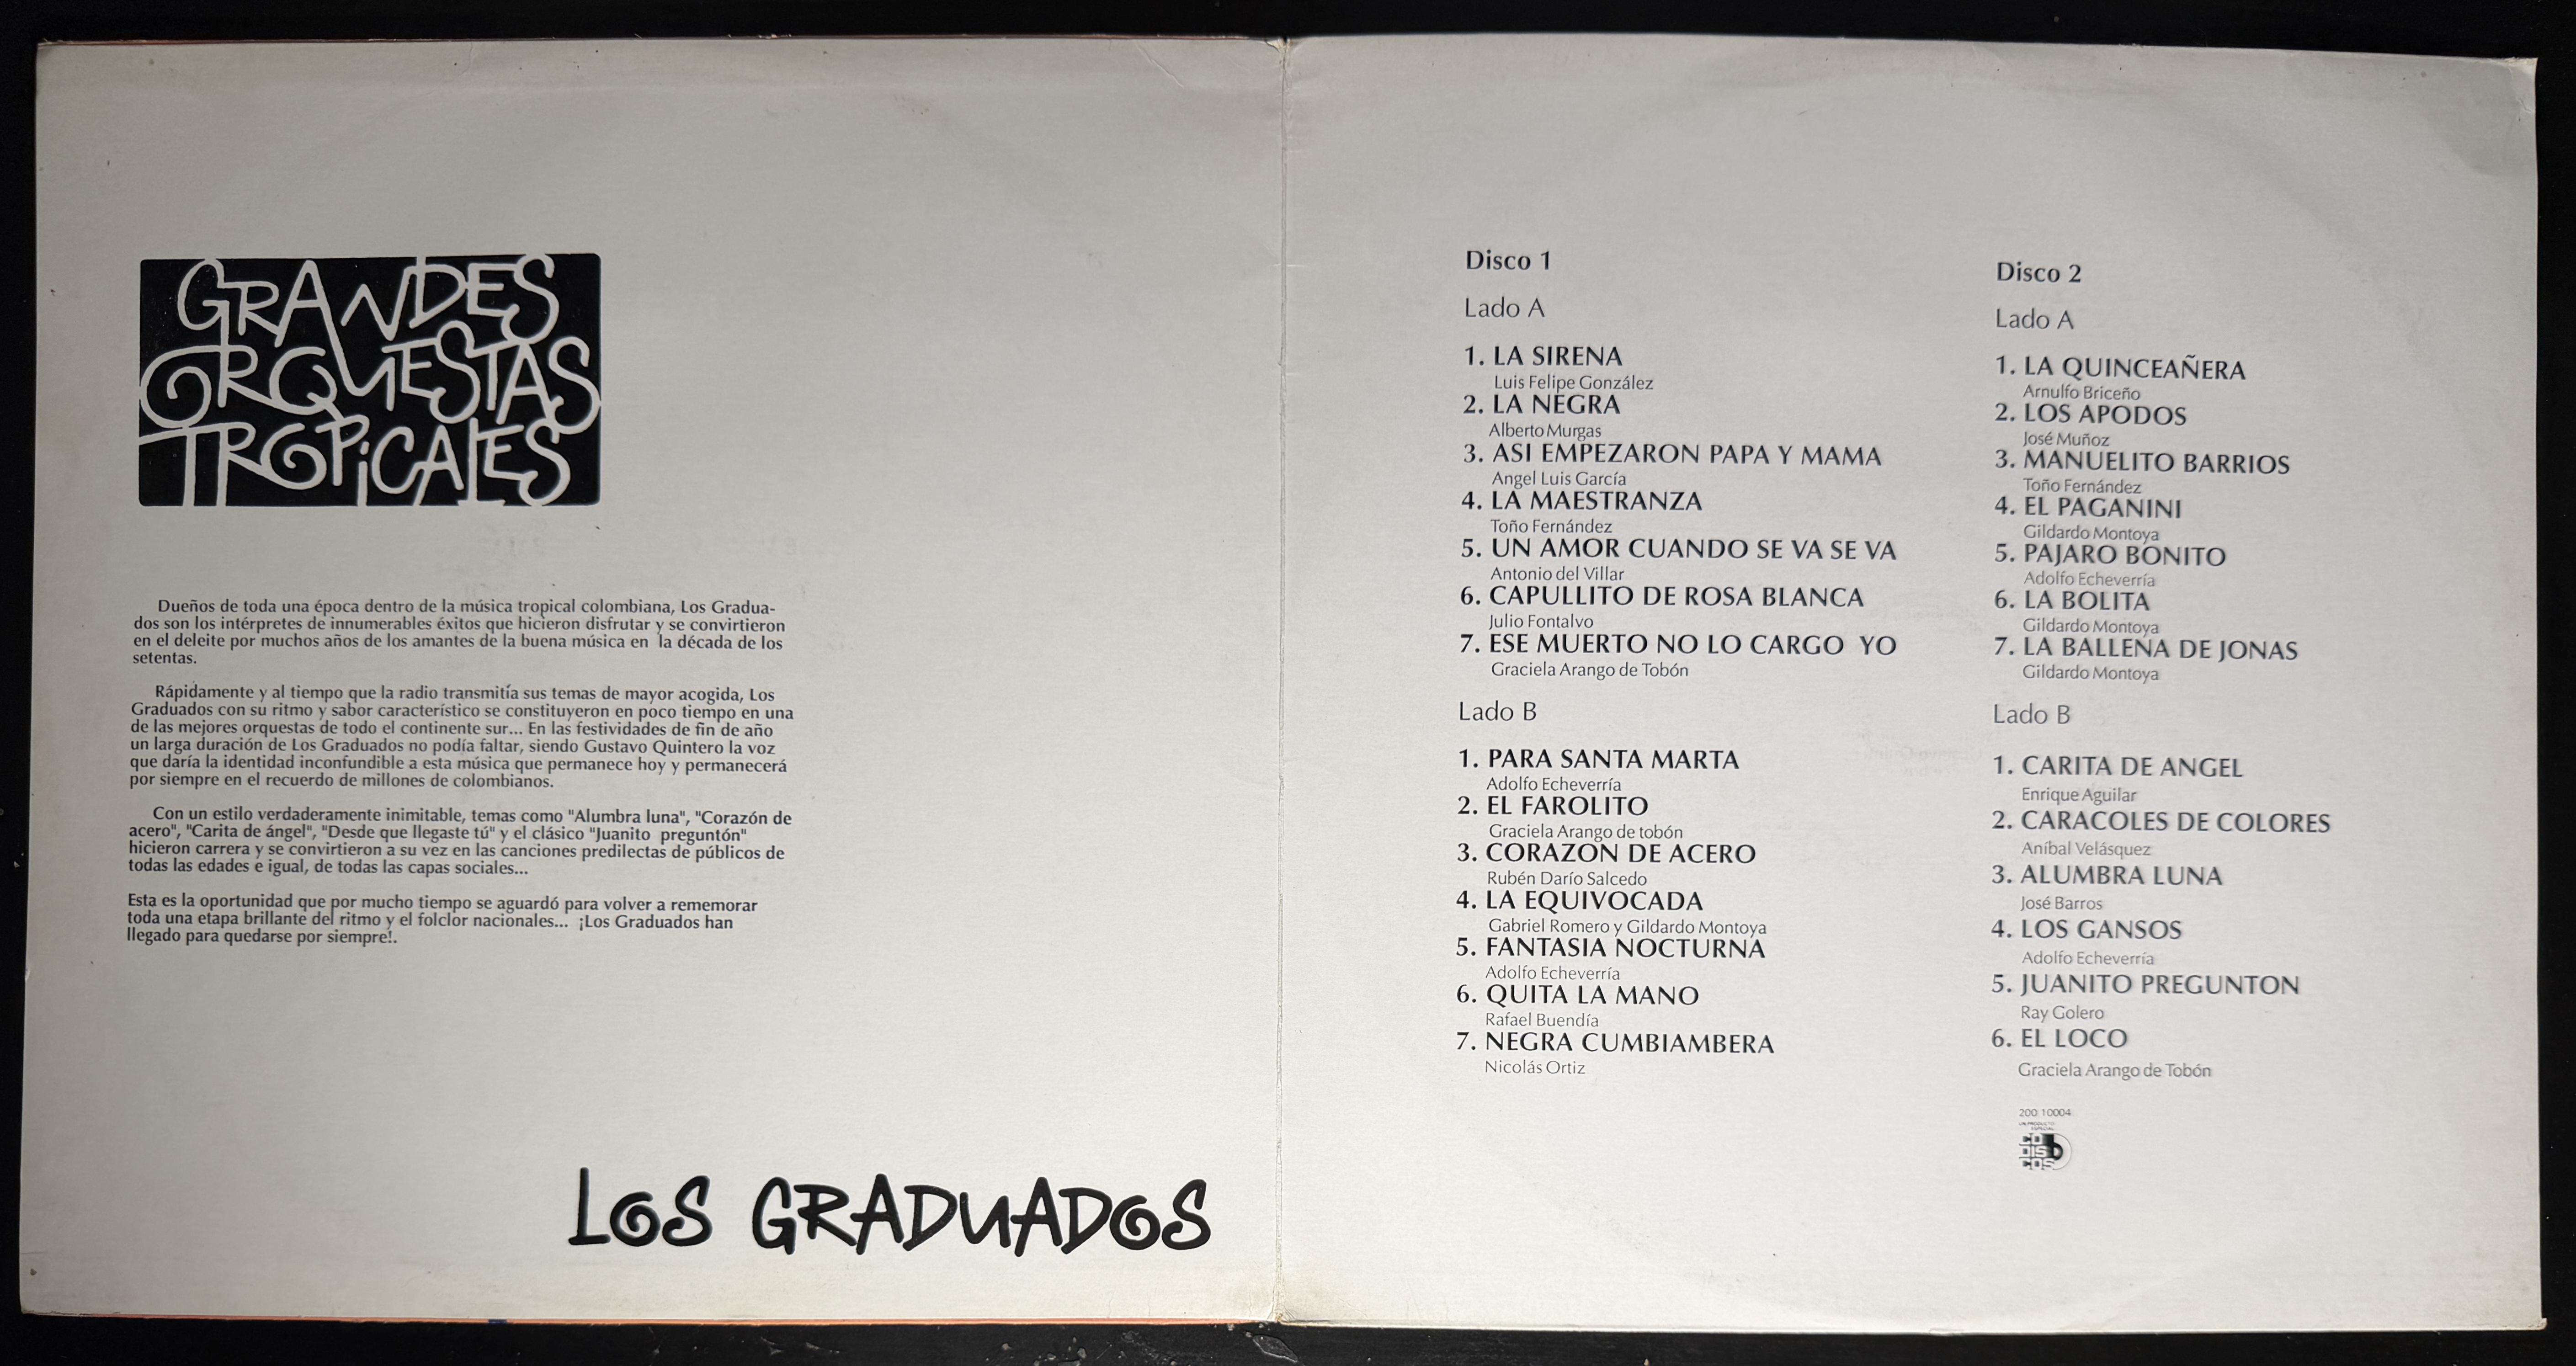 GRANDES
ORQUESTAS
TROPiCALES
Dueños de toda una época dentro de la música tropical colombiana, Los Gradua-
dos son los intérpretes de innumerables éxitos que hicieron disfrutar y se convirtieron
en el deleite por muchos años de los amantes de la buena música en la década de los
setentas.
Rápidamente y al tiempo que la radio transmitía sus temas de mayor acogida, Los
Graduados con su ritmo y sabor característico se constituyeron en poco tiempo en una
de las mejores orquestas de todo el continente sur... En las festividades de fin de año
un larga duración de Los Graduados no podía faltar, siendo Gustavo Quintero la voz
que daría la identidad inconfundible a esta música que permanece hoy y permanecerá
por siempre en el recuerdo de millones de colombianos.
Con un estilo verdaderamente inimitable, temas como "Alumbra luna", "Corazón de
acero", "Carita de ángel", "Desde que llegaste tú" y el clásico "Juanito preguntón"
hicieron carrera y se convirtieron a su vez en las canciones predilectas de públicos de
todas las edades e igual, de todas las capas sociales...
Esta es la oportunidad que por mucho tiempo se aguardó para volver a rememorar
toda una etapa brillante del ritmo y el folclor nacionales... ¡Los Graduados han
llegado para quedarse por siempre!.
LOS GRADUADOS
Disco 1
Lado A
1. LA SIRENA
Luis Felipe González
2. LA NEGRA
Alberto Murgas
3. ASI EMPEZARON PAPA Y MAMA
Angel Luis García
4. LA MAESTRANZA
Toño Fernández
5. UN AMOR CUANDO SE VA SE VA
Antonio del Villar
6. CAPULLITO DE ROSA BLANCA
Julio Fontalvo
7. ESE MUERTO NO LO CARGO YO
Graciela Arango de Tobón
Lado B
1. PARA SANTA MARTA
Adolfo Echeverría
2. EL FAROLITO
Graciela Arango de tobón
3. CORAZON DE ACERO
Rubén Darío Salcedo
4. LA EQUIVOCADA
Gabriel Romero y Gildardo Montoya
5. FANTASIA NOCTURNA
Adolfo Echeverría
6. QUITA LA MANO
Rafael Buendía
7. NEGRA CUMBIAMBERA
Nicolás Ortiz
Disco 2
Lado A
1. LA QUINCEAÑERA
Arnulfo Briceño
2. LOS APODOS
José Muñoz
3. MANUELITO BARRIOS
Toño Fernández
4. EL PAGANINI
Gildardo Montoya
5. PAJARO BONITO
Adolfo Echeverría
6. LA BOLITA
Gildardo Montoya
7. LA BALLENA DE JONAS
Gildardo Montoya
Lado B
1. CARITA DE ANGEL
Enrique Aguilar
2. CARACOLES DE COLORES
Aníbal Velásquez
3. ALUMBRA LUNA
José Barros
4. LOS GANSOS
Adolfo Echeverría
5. JUANITO PREGUNTON
Ray Golero
6. EL LOCO
Graciela Arango de Tobón
200 10004
UN PRODUCTO
ESPECIAL
CO
DIS
COS